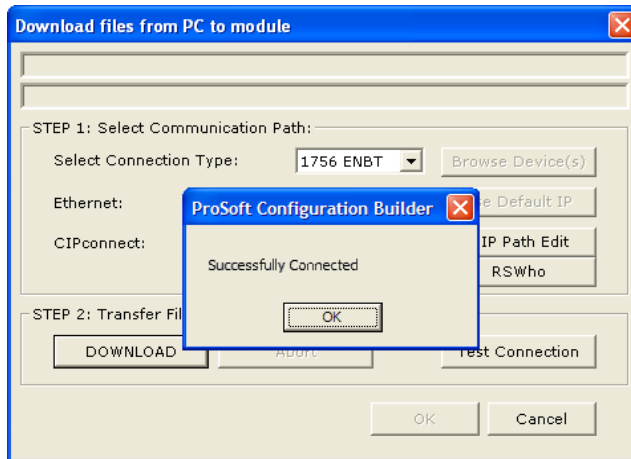 Download files from PC to module
STEP 1: Select Communication Path:
Select Connection Type: 1756 ENBT Browse Device(s)
Ethernet: Default IP
CIPconnect: IP Path Edit
RSWho
ProSoft Configuration Builder
Successfully Connected
OK
STEP 2: Transfer
DOWNLOAD Abort Test Connection
OK Cancel